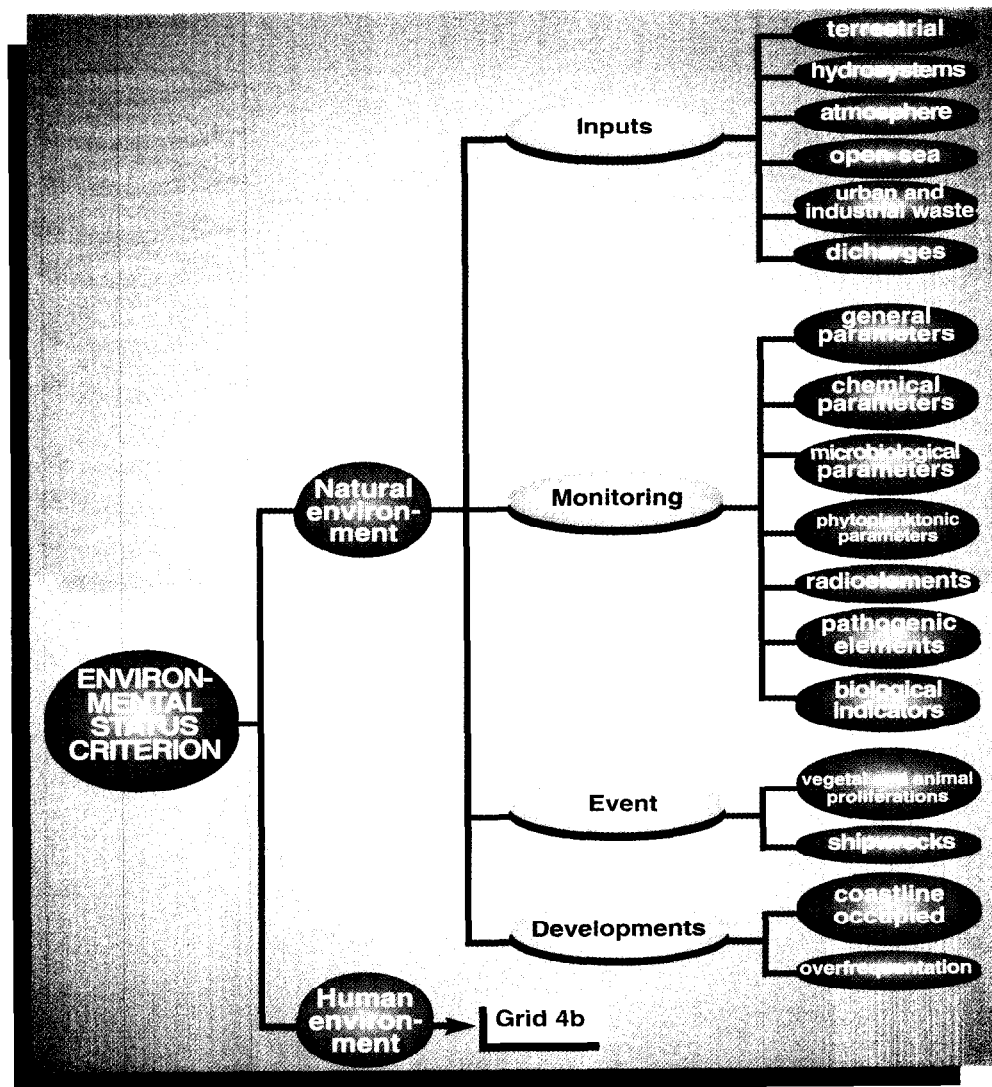 ENVIRON-
MENTAL
STATUS
CRITERION
Natural
environ-
ment
Inputs
terrestrial
hydrosystems
atmosphere
open sea
urban and
industrial waste
dicharges
Monitoring
general
parameters
chemical
parameters
microbiological
parameters
phytoplanktonic
parameters
radioelements
pathogenic
elements
biological
indicators
Event
vegetal and animal
proliferations
shipwrecks
Developments
coastline
occupied
overfrequentation
Human
environ-
ment
Grid 4b